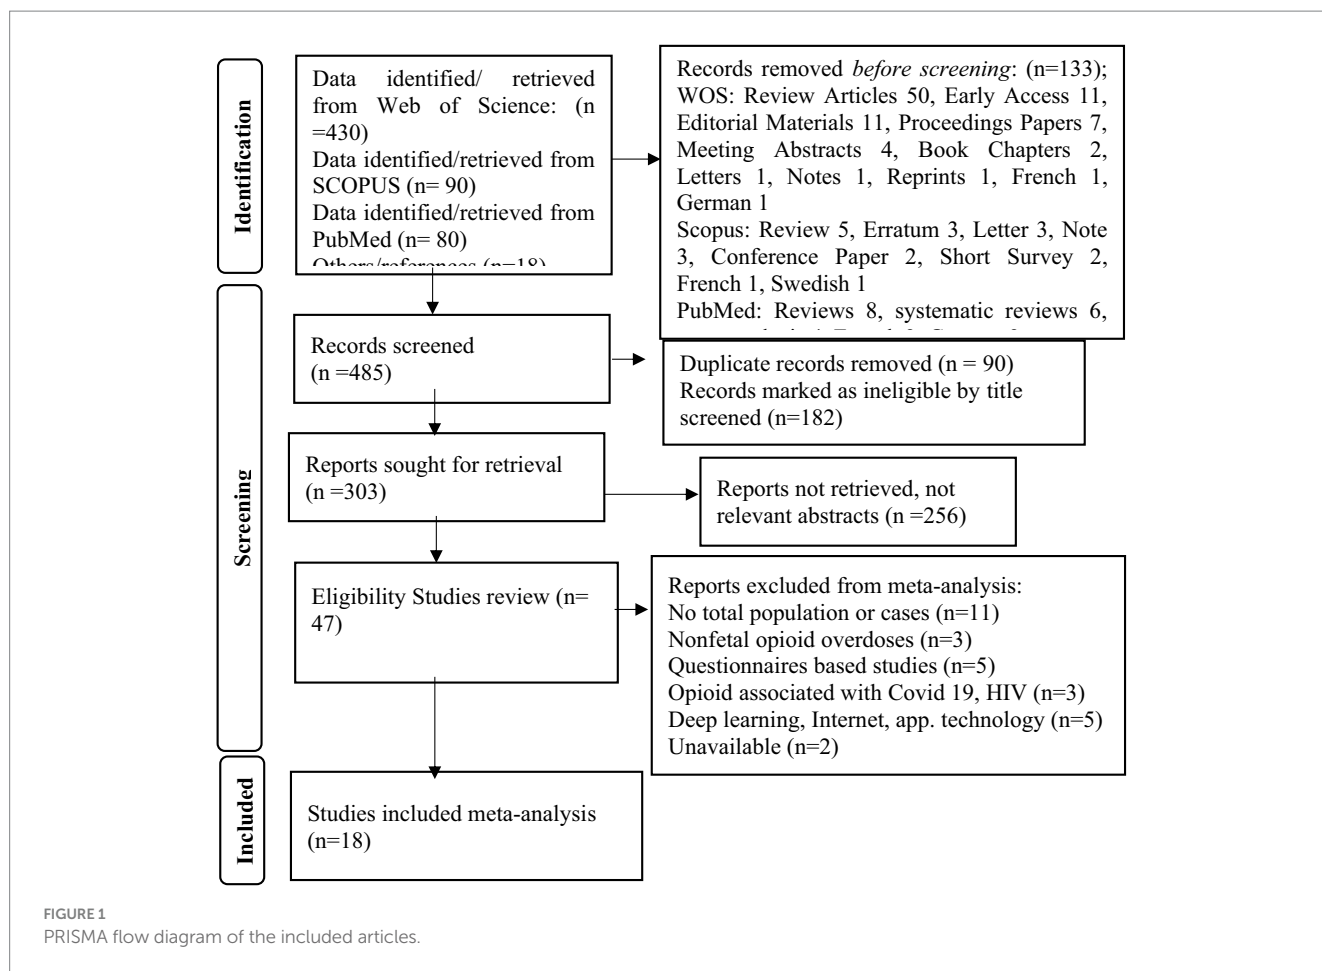 Identification
Data identified/ retrieved
from Web of Science: (n
=430)
Data identified/retrieved from
SCOPUS (n= 90)
Data identified/retrieved from
PubMed (n= 80)
Others/references (n=18)
Records removed before screening: (n=133);
WOS: Review Articles 50, Early Access 11,
Editorial Materials 11, Proceedings Papers 7,
Meeting Abstracts 4, Book Chapters 2,
Letters 1, Notes 1, Reprints 1, French 1,
German 1
Scopus: Review 5, Erratum 3, Letter 3, Note
3, Conference Paper 2, Short Survey 2,
French 1, Swedish 1
PubMed: Reviews 8, systematic reviews 6,
Screening
Records screened
(n =485)
Duplicate records removed (n = 90)
Records marked as ineligible by title
screened (n=182)
Reports sought for retrieval
(n =303)
Reports not retrieved, not
relevant abstracts (n =256)
Eligibility Studies review (n=
47)
Reports excluded from meta-analysis:
No total population or cases (n=11)
Nonfetal opioid overdoses (n=3)
Questionnaires based studies (n=5)
Opioid associated with Covid 19, HIV (n=3)
Deep learning, Internet, app. technology (n=5)
Unavailable (n=2)
Included
Studies included meta-analysis
(n=18)
FIGURE 1
PRISMA flow diagram of the included articles.